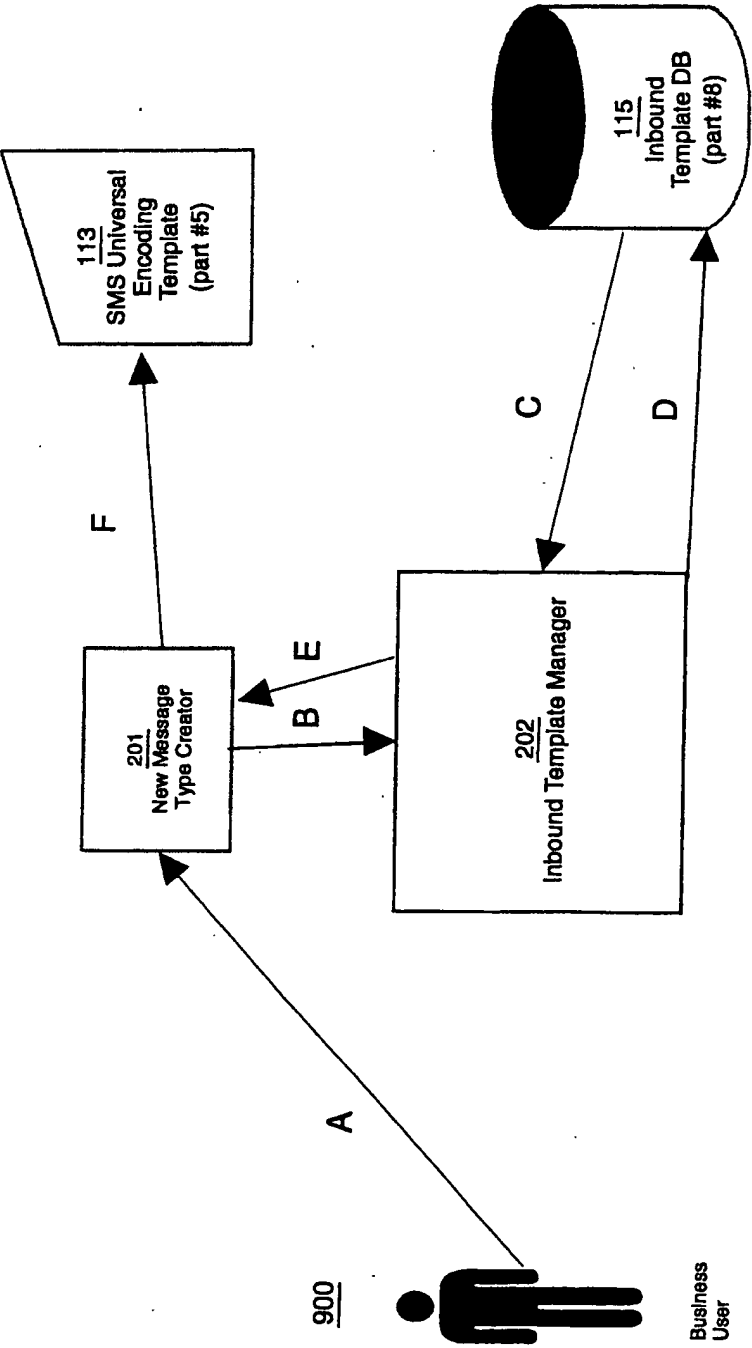 900
Business
User
A
201
New Message
Type Creator
B
E
202
Inbound Template Manager
F
113
SMS Universal
Encoding
Template
(part #5)
C
D
115
Inbound
Template DB
(part #8)